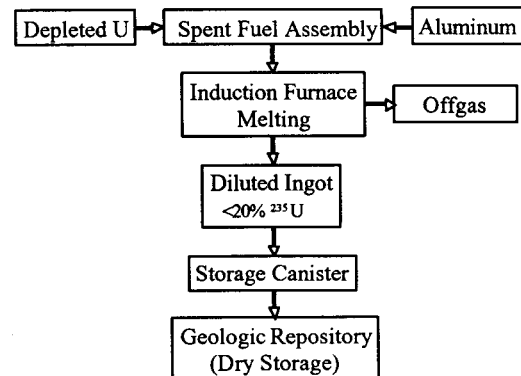 Depleted U
Spent Fuel Assembly
Aluminum
Induction Furnace
Melting
Offgas
Diluted Ingot
<20% ²³⁵U
Storage Canister
Geologic Repository
(Dry Storage)